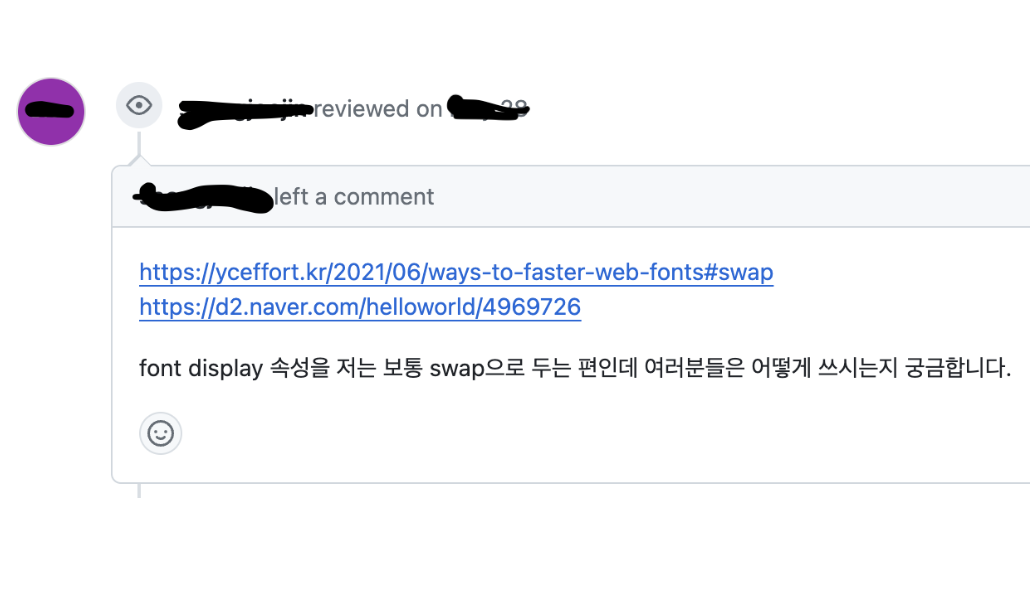 reviewed on
left a comment
https://yceffort.kr/2021/06/ways-to-faster-web-fonts#swap
https://d2.naver.com/helloworld/4969726
font display 속성을 저는 보통 swap으로 두는 편인데 여러분들은 어떻게 쓰시는지 궁금합니다.